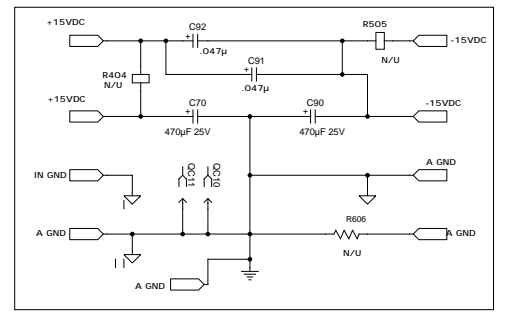 +15VDC
C92
R505
-15VDC
.047µ
N/U
C91
R404
N/U
.047µ
+15VDC
C70
C90
-15VDC
470µF 25V
470µF 25V
A GND
IN GND
QC11
QC10
R606
A GND
A GND
N/U
A GND